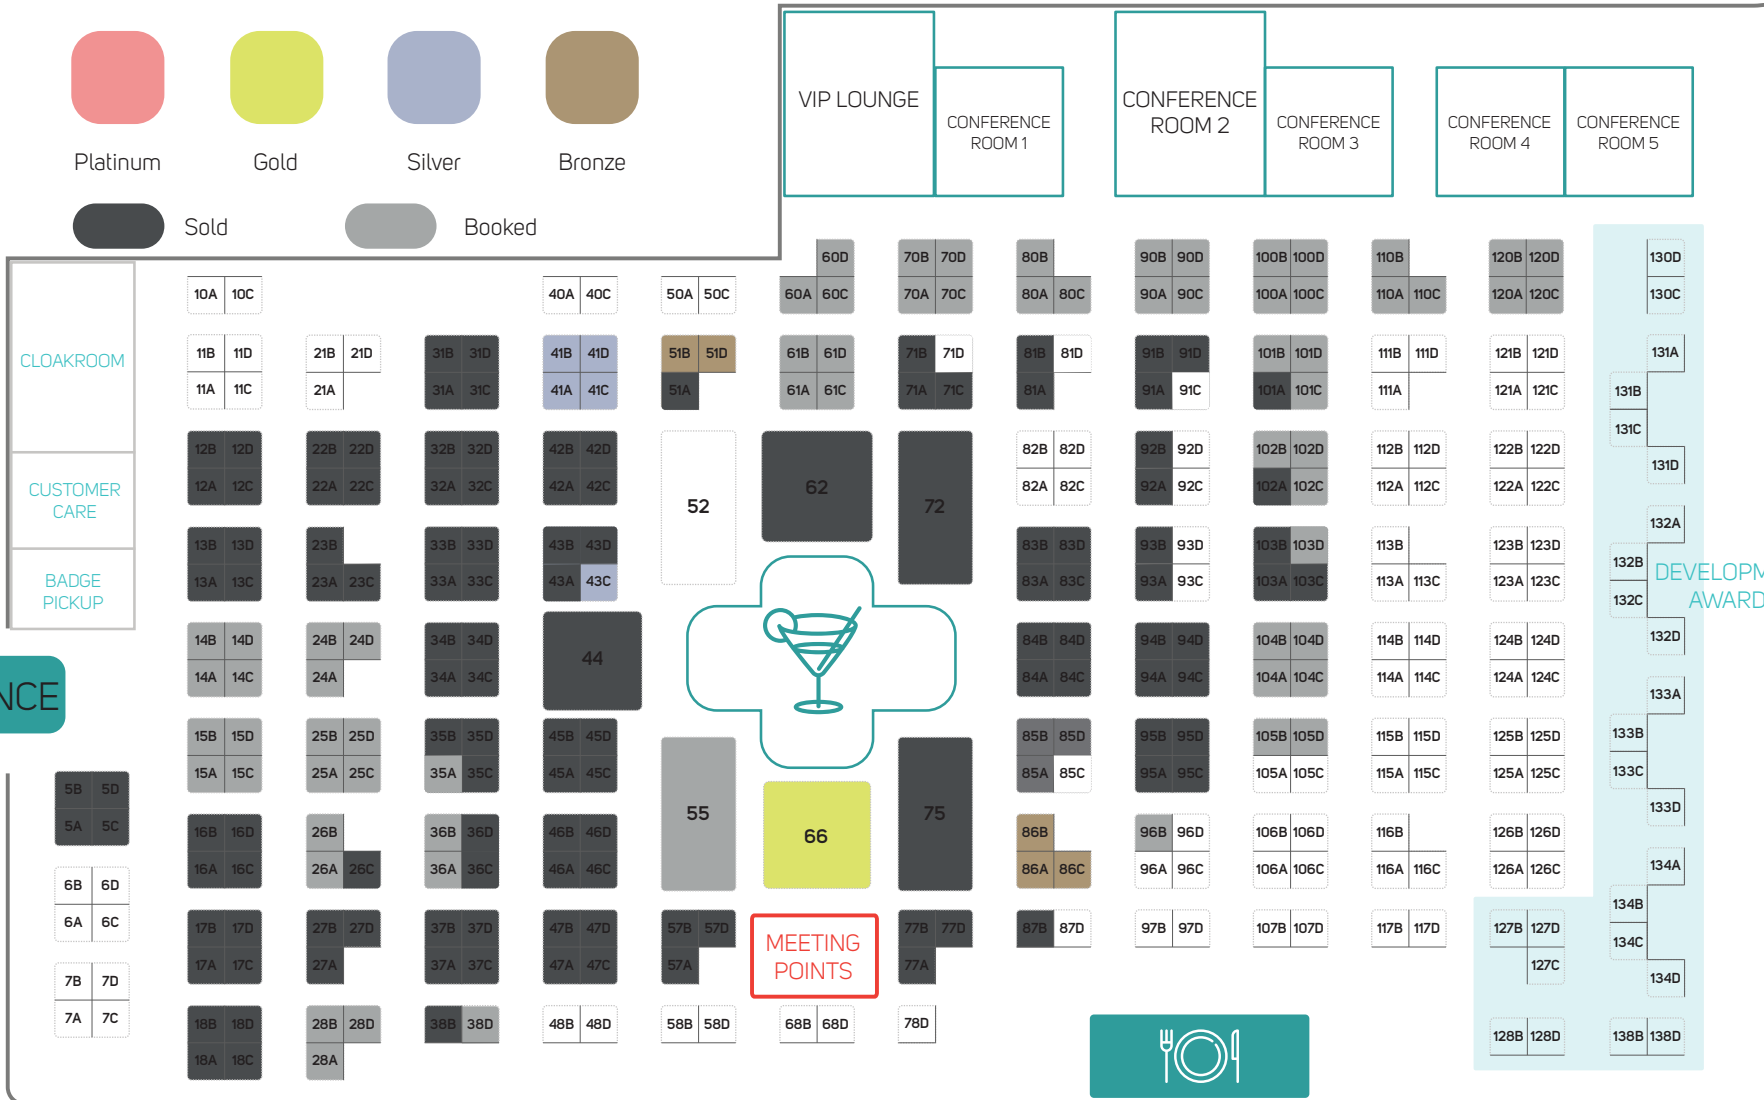 Platinum
Gold
Silver
Bronze
Sold
Booked
VIP LOUNGE
CONFERENCE
ROOM 1
CONFERENCE
ROOM 2
CONFERENCE
ROOM 3
CONFERENCE
ROOM 4
CONFERENCE
ROOM 5
60D 70B 70D 80B 90B 90D 100B 100D 110B 120B 120D 130D
10A 10C 40A 40C 50A 50C 60A 60C 70A 70C 80A 80C 90A 90C 100A 100C 110A 110C 120A 120C 130C
CLOAKROOM
11B 11D 21B 21D 31B 31D 41B 41D 51B 51D 61B 61D 71B 71D 81B 81D 91B 91D 101B 101D 111B 111D 121B 121D 131A
11A 11C 21A 31A 31C 41A 41C 51A 61A 61C 71A 71C 81A 91A 91C 101A 101C 111A 121A 121C 131B
131C
12B 12D 22B 22D 32B 32D 42B 42D 82B 82D 92B 92D 102B 102D 112B 112D 122B 122D 131D
12A 12C 22A 22C 32A 32C 42A 42C 82A 82C 92A 92C 102A 102C 112A 112C 122A 122C
CUSTOMER
CARE
52 62 72
132A
13B 13D 23B 33B 33D 43B 43D 83B 83D 93B 93D 103B 103D 113B 123B 123D 132B
13A 13C 23A 23C 33A 33C 43A 43C 83A 83C 93A 93C 103A 103C 113A 113C 123A 123C 132C
BADGE
PICKUP
DEVELOPM
AWARD
14B 14D 24B 24D 34B 34D 44 84B 84D 94B 94D 104B 104D 114B 114D 124B 124D 132D
14A 14C 24A 34A 34C 84A 84C 94A 94C 104A 104C 114A 114C 124A 124C 133A
NCE
15B 15D 25B 25D 35B 35D 45B 45D 85B 85D 95B 95D 105B 105D 115B 115D 125B 125D 133B
15A 15C 25A 25C 35A 35C 45A 45C 85A 85C 95A 95C 105A 105C 115A 115C 125A 125C 133C
5B 5D
133D
55 66 75
5A 5C 16B 16D 26B 36B 36D 46B 46D 86B 96B 96D 106B 106D 116B 126B 126D
16A 16C 26A 26C 36A 36C 46A 46C 86A 86C 96A 96C 106A 106C 116A 116C 126A 126C 134A
6B 6D
134B
6A 6C 17B 17D 27B 27D 37B 37D 47B 47D 57B 57D 77B 77D 87B 87D 97B 97D 107B 107D 117B 117D 127B 127D
134C
17A 17C 27A 37A 37C 47A 47C 57A 77A 127C
MEETING
POINTS
134D
7B 7D
7A 7C 18B 18D 28B 28D 38B 38D 48B 48D 58B 58D 68B 68D 78D 128B 128D 138B 138D
18A 18C 28A